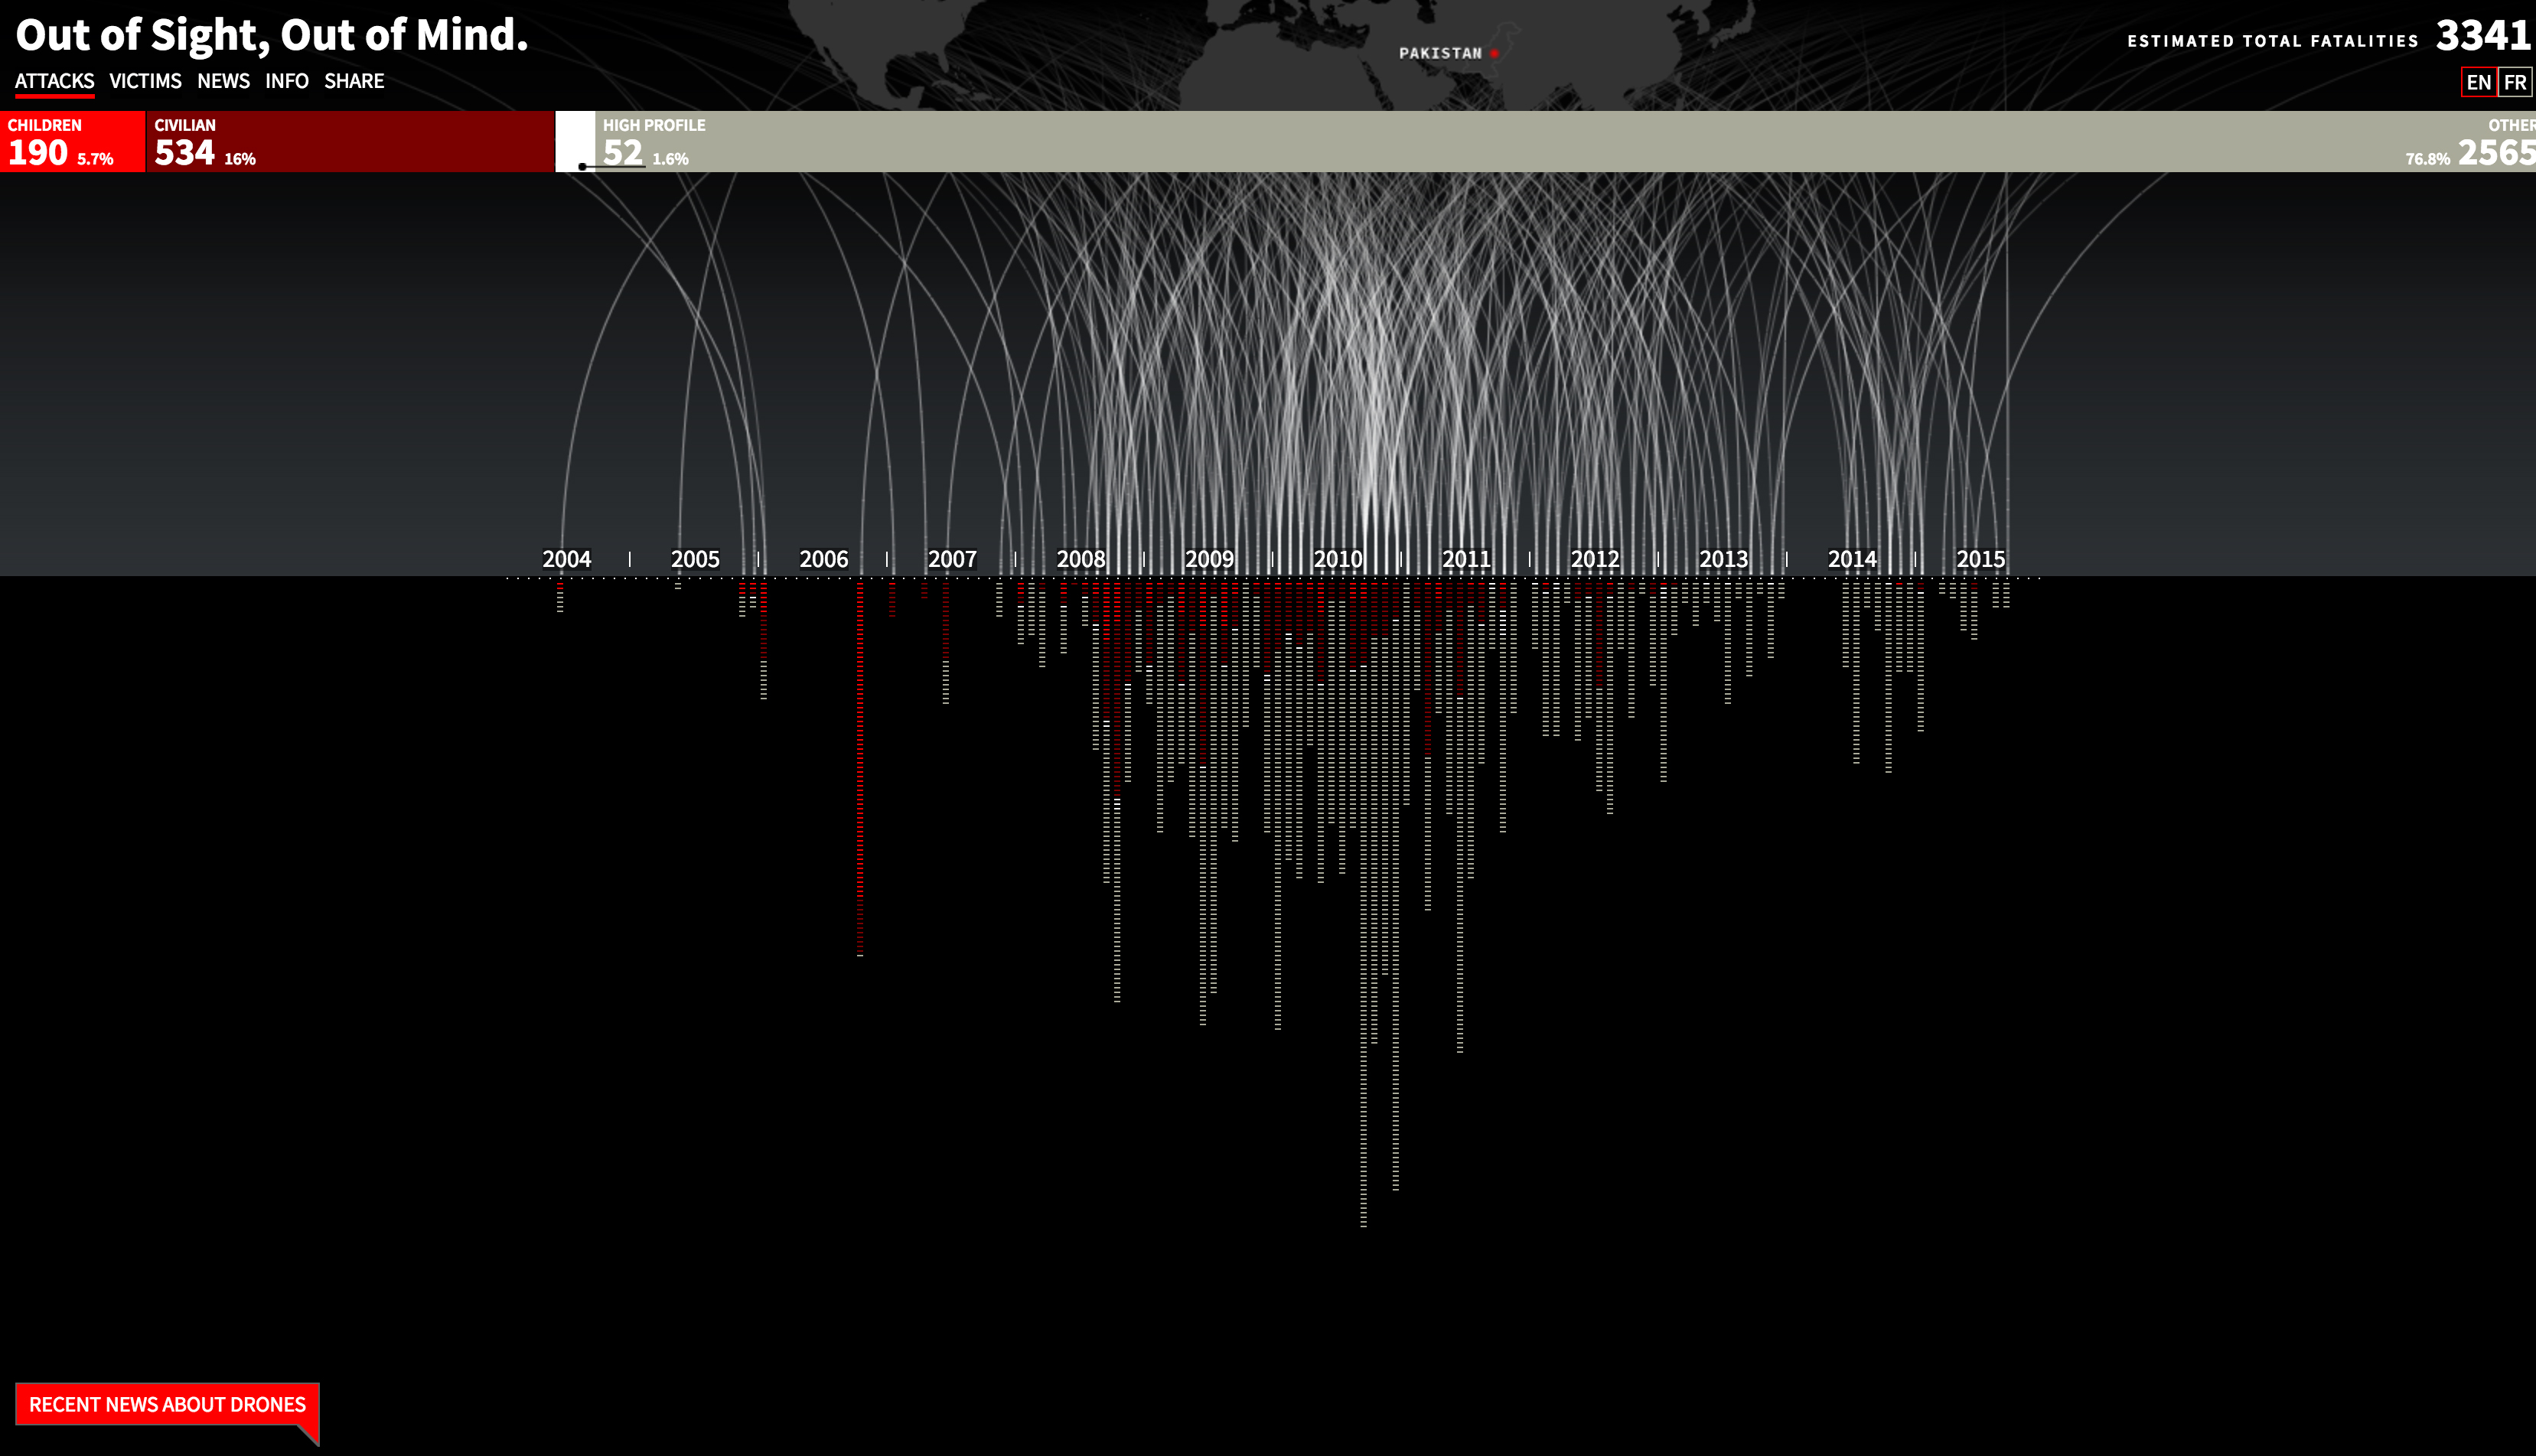 Out of Sight, Out of Mind.
ATTACKS VICTIMS NEWS INFO SHARE
PAKISTAN
ESTIMATED TOTAL FATALITIES 3341
EN FR
CHILDREN
190 5.7%
CIVILIAN
534 16%
HIGH PROFILE
52 1.6%
OTHER
76.8% 2565
2004 2005 2006 2007 2008 2009 2010 2011 2012 2013 2014 2015
RECENT NEWS ABOUT DRONES